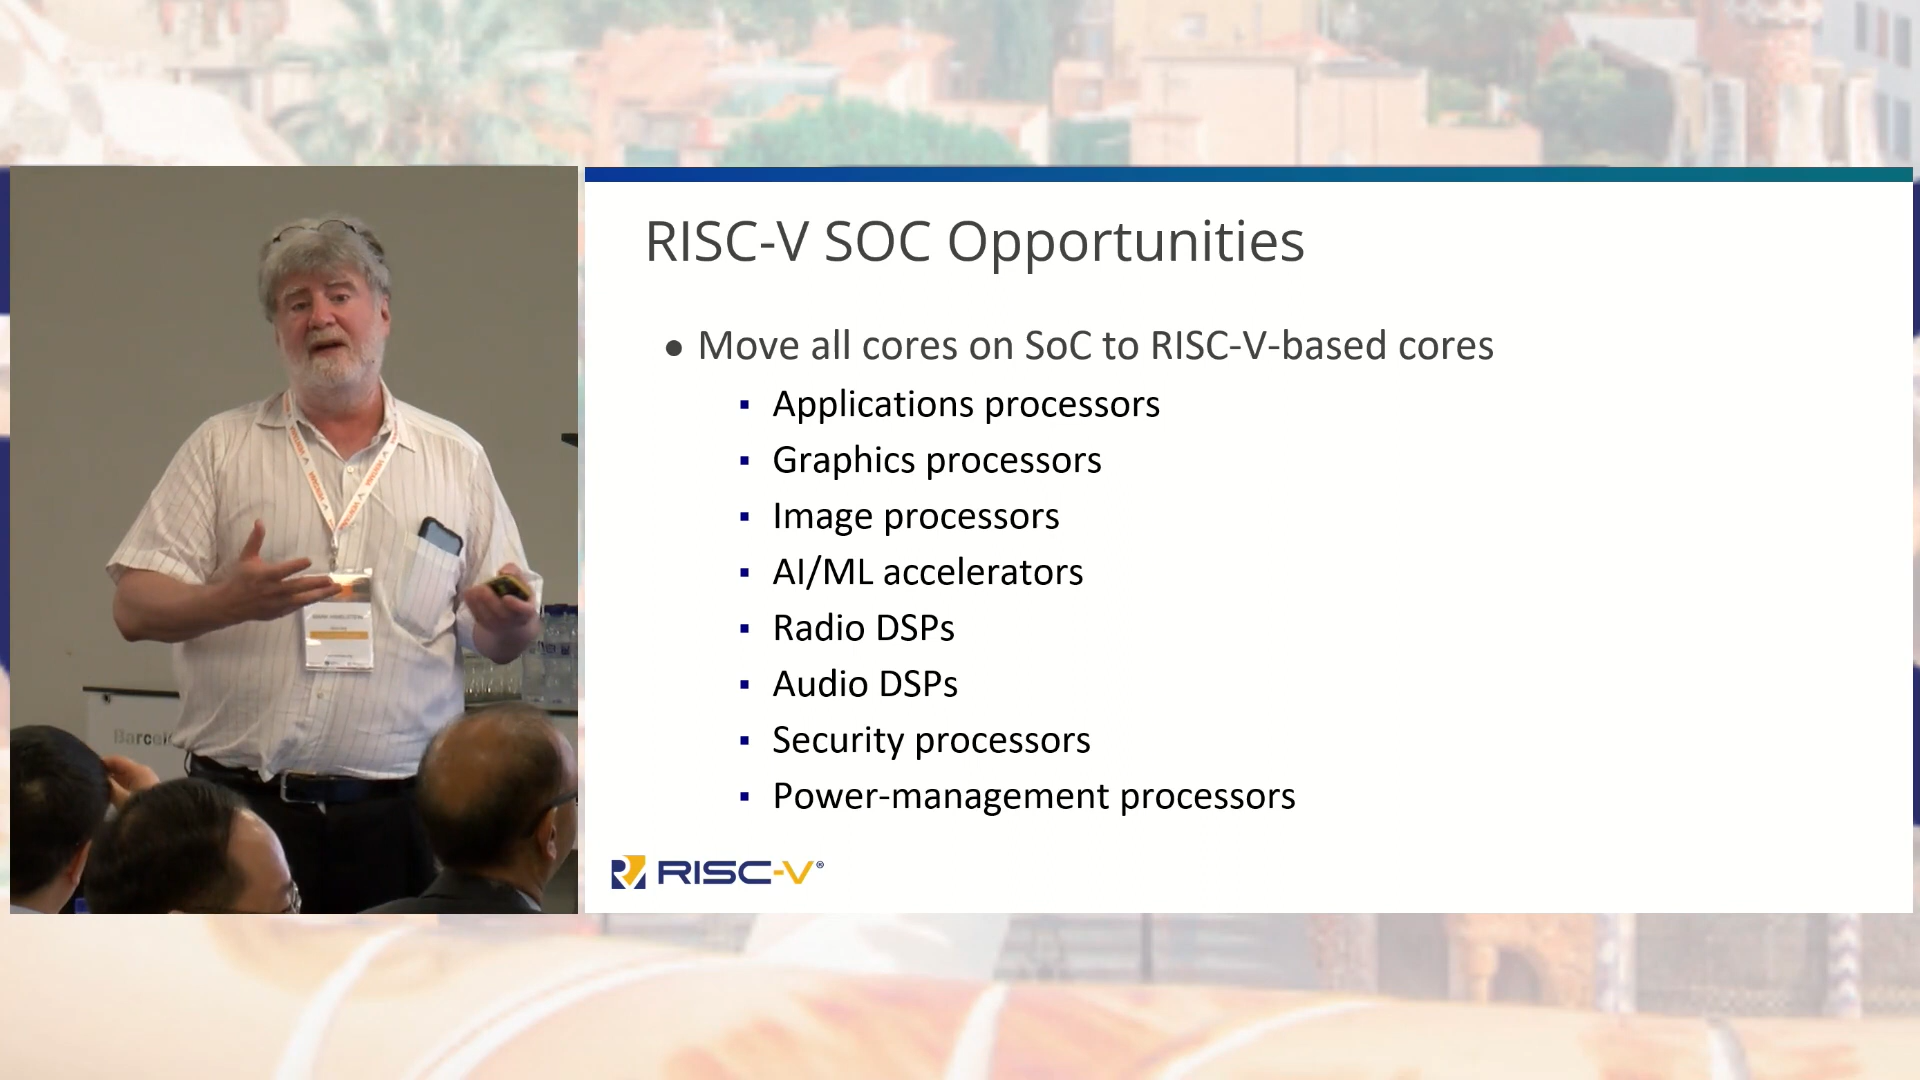 RISC-V SOC Opportunities
● Move all cores on SoC to RISC-V-based cores
▪ Applications processors
▪ Graphics processors
▪ Image processors
▪ AI/ML accelerators
▪ Radio DSPs
▪ Audio DSPs
▪ Security processors
▪ Power-management processors
RISC-V®